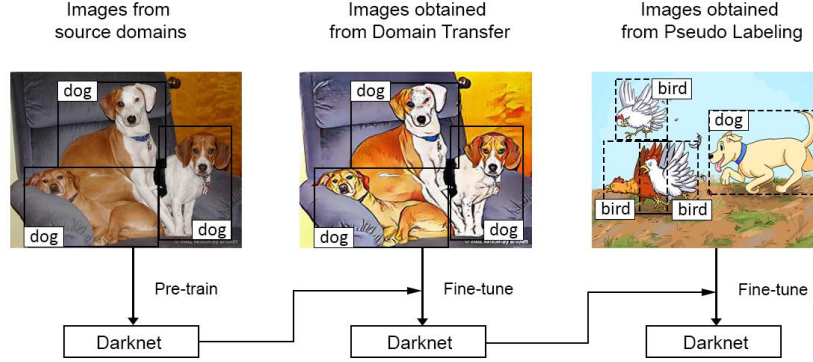 Images from
source domains
Images obtained
from Domain Transfer
Images obtained
from Pseudo Labeling
dog
dog
dog
dog
dog
dog
bird
dog
bird
bird
Pre-train
Fine-tune
Fine-tune
Darknet
Darknet
Darknet